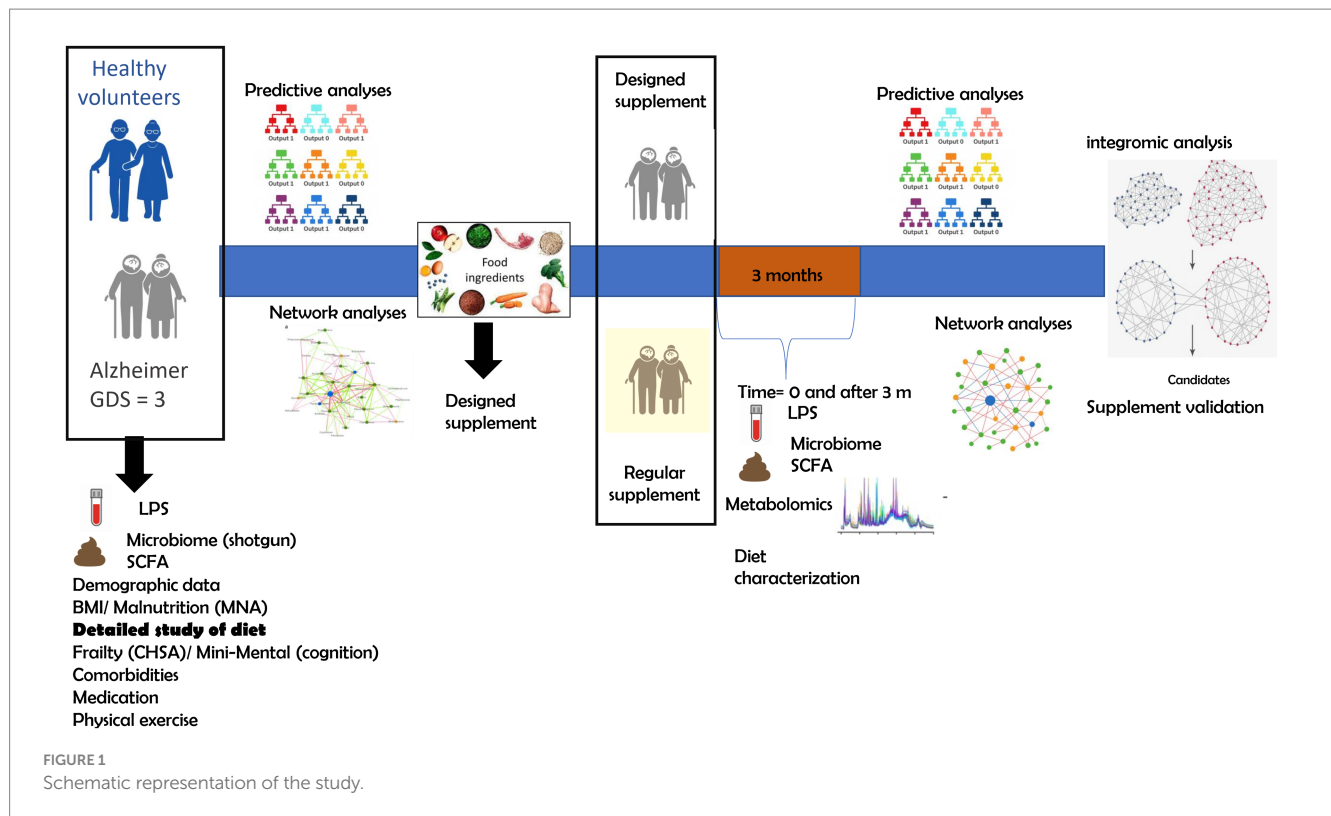 Healthy
volunteers
Alzheimer
GDS = 3
LPS
Microbiome (shotgun)
SCFA
Demographic data
BMI/ Malnutrition (MNA)
Detailed study of diet
Frailty (CHSA)/ Mini-Mental (cognition)
Comorbidities
Medication
Physical exercise
Predictive analyses
Output 1 Output 0 Output 1
Output 1 Output 1 Output 0
Output 1 Output 1 Output 0
Network analyses
Food
ingredients
Designed
supplement
Designed
supplement
Regular
supplement
3 months
Time= 0 and after 3 m
LPS
Microbiome
SCFA
Metabolomics
Diet
characterization
Predictive analyses
Output 1 Output 0 Output 1
Output 1 Output 1 Output 0
Output 1 Output 1 Output 0
Network analyses
integromic analysis
Candidates
Supplement validation
FIGURE 1
Schematic representation of the study.